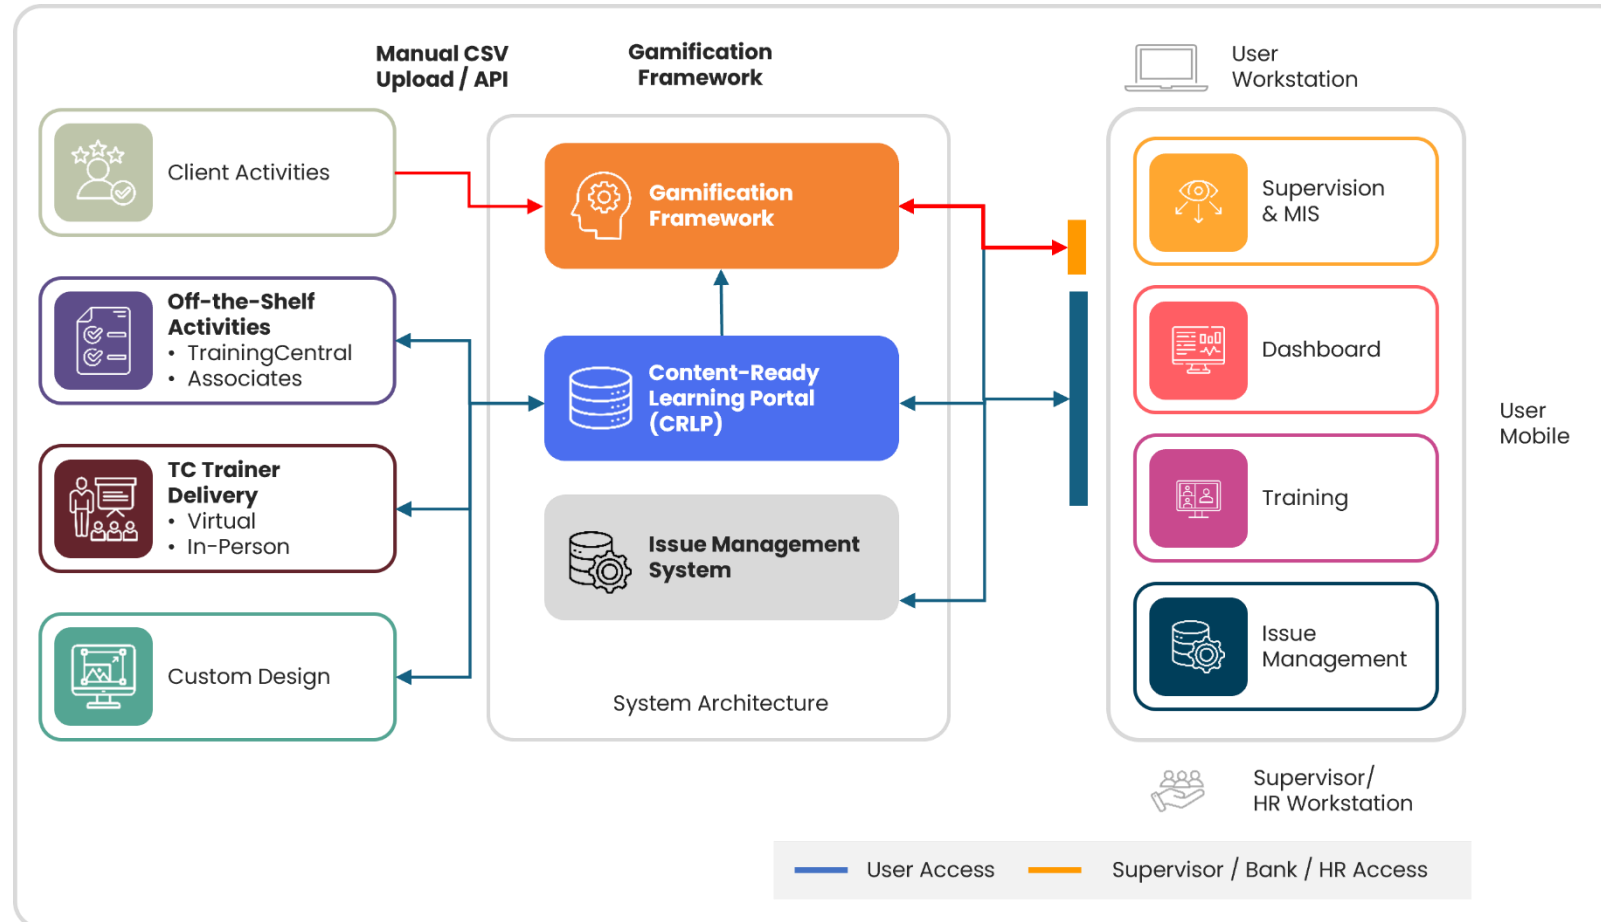 Manual CSV
Upload / API
Gamification
Framework
User
Workstation
Client Activities
Off-the-Shelf
Activities
• TrainingCentral
• Associates
TC Trainer
Delivery
• Virtual
• In-Person
Custom Design
Gamification
Framework
Content-Ready
Learning Portal
(CRLP)
Issue Management
System
System Architecture
Supervision
& MIS
Dashboard
Training
Issue
Management
User
Mobile
Supervisor/
HR Workstation
User Access
Supervisor / Bank / HR Access